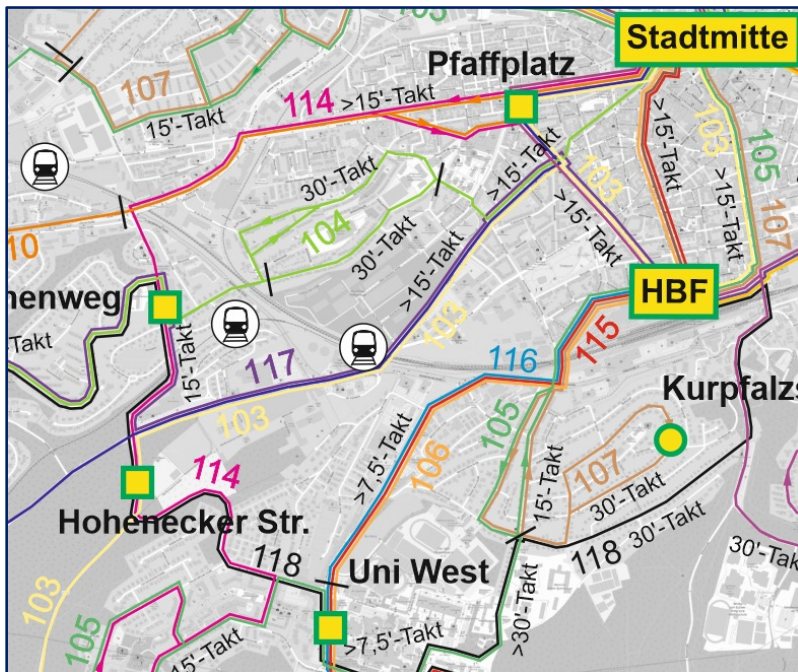 105
Stadtmitte
107
Pfaffplatz
114
>15'-Takt
15'-Takt
>15'-Takt
103
105
30'-Takt
>15'-Takt
103
>15'-Takt
107
104
>15'-Takt
10
30'-Takt
>15'-Takt
HBF
nenweg
103
115
-Takt
15'-Takt
116
117
Kurpfalzs
103
105
106
>7,5'-Takt
107
15'-Takt
114
30'-Takt
Hohenecker Str.
30'-Takt
118
30'-Takt
118
Uni West
103
>30'-Takt
105
>7,5'-Takt
15'-Takt